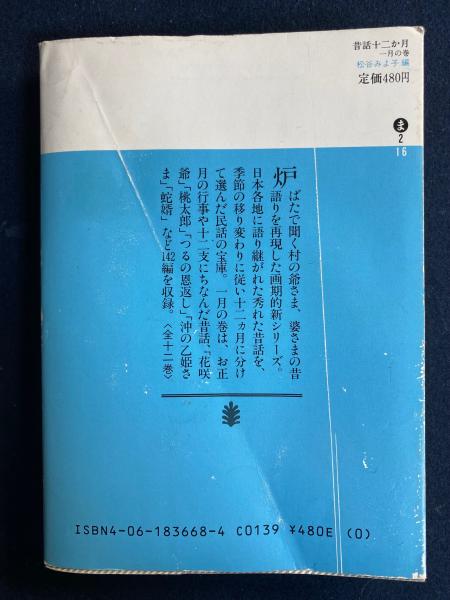 昔話十二か月
一月の巻
松谷みよ子編
定価480円
ま
2
16
炉ばたで聞く村の爺さま、婆さまの昔
語りを再現した画期的新シリーズ。
日本各地に語り継がれた秀れた昔話を、
季節の移り変わりに従い十二ヵ月に分け
て選んだ民話の宝庫。一月の巻は、お正
月の行事や十二支にちなんだ昔話、「花咲
爺」「桃太郎」「つるの恩返し」「沖の乙姫さ
ま」「蛇婿」など142編を収録。〈全十二巻〉
ISBN4-06-183668-4 C0139 ¥480E (0)